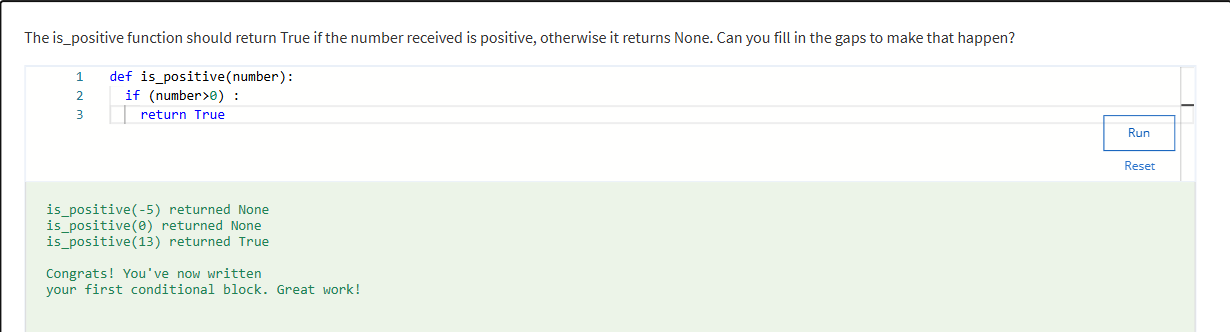 The is_positive function should return True if the number received is positive, otherwise it returns None. Can you fill in the gaps to make that happen?
1 def is_positive(number):
2 if (number>0) :
3 return True
Run
Reset
is_positive(-5) returned None
is_positive(0) returned None
is_positive(13) returned True
Congrats! You've now written
your first conditional block. Great work!